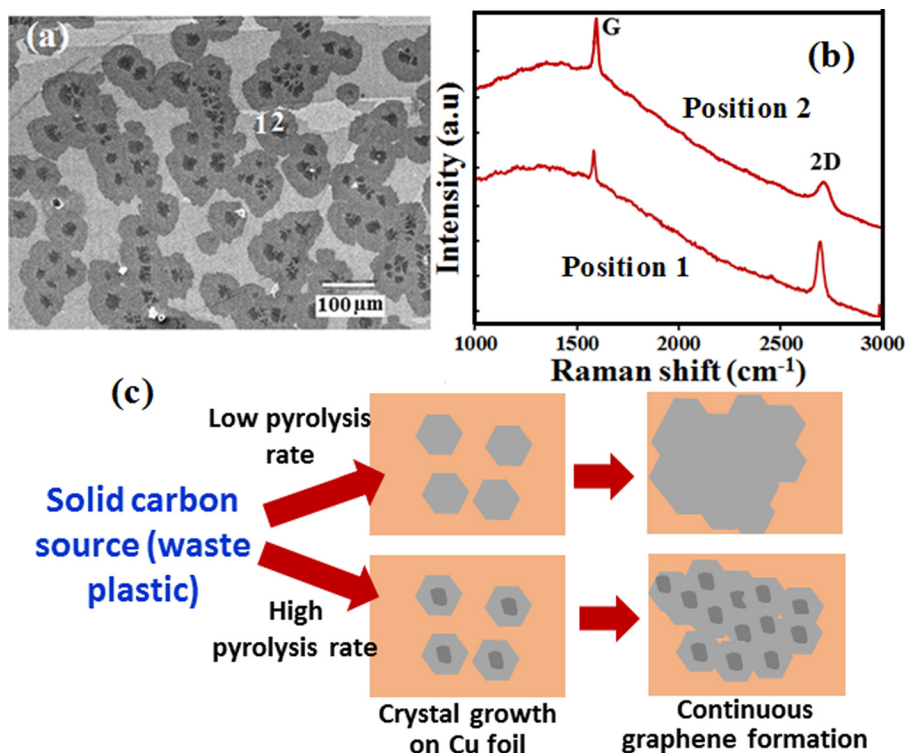 (a)
1 2
100 µm
(b)
G
Position 2
2D
Position 1
Intensity (a.u)
1000
1500
2000
2500
3000
Raman shift (cm⁻¹)
(c)
Low pyrolysis
rate
Solid carbon
source (waste
plastic)
High
pyrolysis rate
Crystal growth
on Cu foil
Continuous
graphene formation